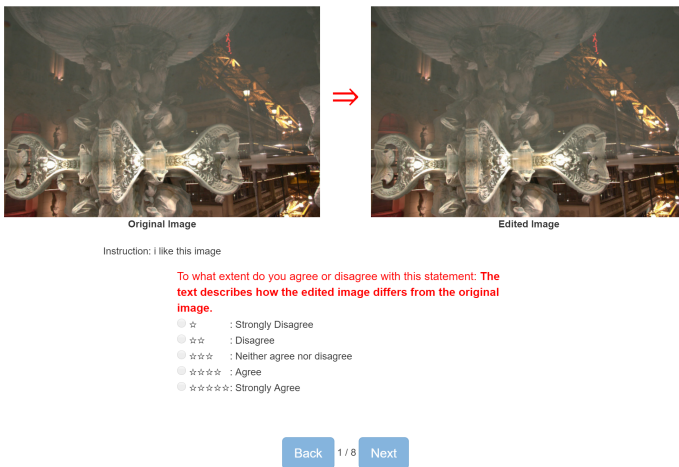 ⇒
Original Image
Edited Image
Instruction: i like this image
To what extent do you agree or disagree with this statement: The
text describes how the edited image differs from the original
image.
☆ : Strongly Disagree
☆☆ : Disagree
☆☆☆ : Neither agree nor disagree
☆☆☆☆ : Agree
☆☆☆☆☆: Strongly Agree
Back 1 / 8 Next